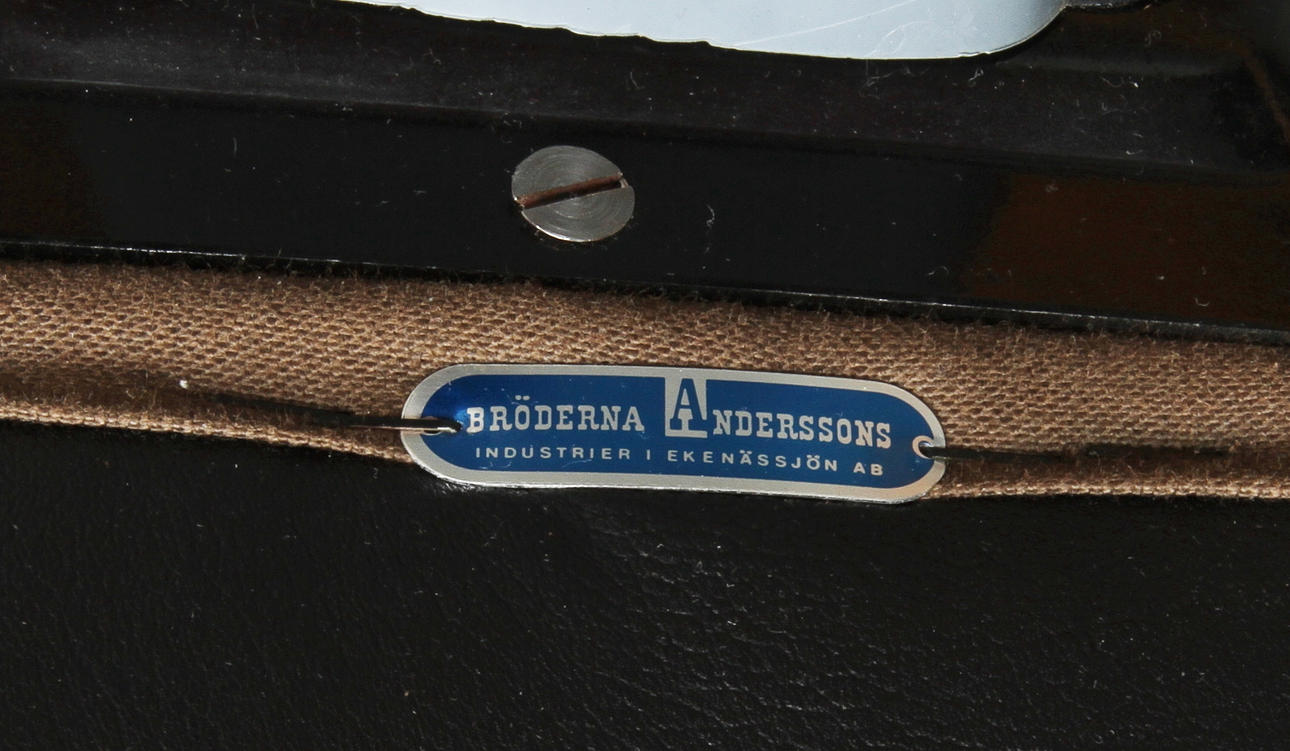 BRÖDERNA ANDERSSONS
INDUSTRIER I EKENÄSSJÖN AB